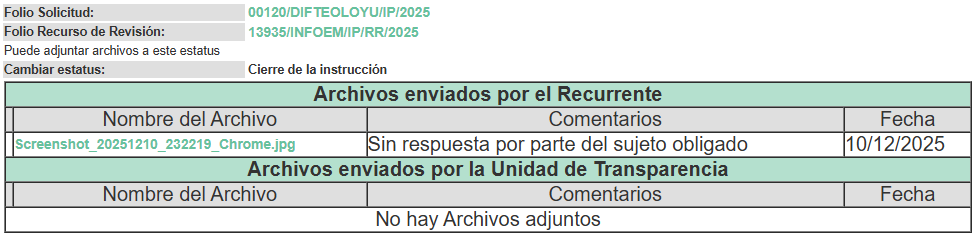 Folio Solicitud: 00120/DIFTEOLOYU/IP/2025
Folio Recurso de Revisión: 13935/INFOEM/IP/RR/2025
Puede adjuntar archivos a este estatus
Cambiar estatus: Cierre de la instrucción
Archivos enviados por el Recurrente
Nombre del Archivo Comentarios Fecha
Screenshot_20251210_232219_Chrome.jpg Sin respuesta por parte del sujeto obligado 10/12/2025
Archivos enviados por la Unidad de Transparencia
Nombre del Archivo Comentarios Fecha
No hay Archivos adjuntos